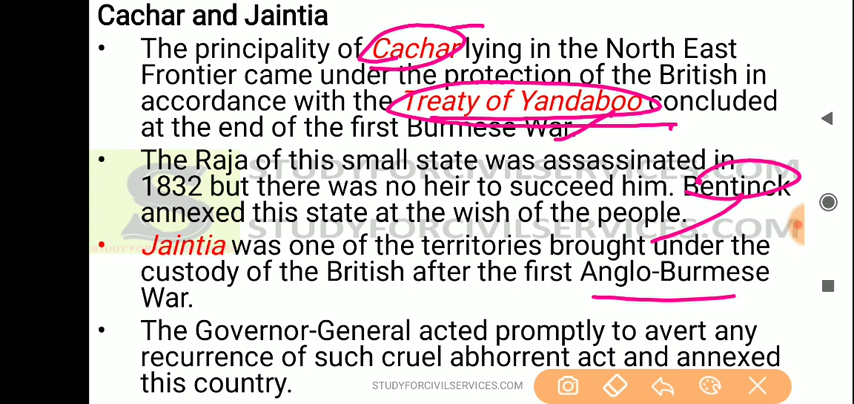 Cachar and Jaintia
• The principality of Cachar lying in the North East
Frontier came under the protection of the British in
accordance with the Treaty of Yandaboo concluded
at the end of the first Burmese War.
• The Raja of this small state was assassinated in
1832 but there was no heir to succeed him. Bentinck
annexed this state at the wish of the people.
• Jaintia was one of the territories brought under the
custody of the British after the first Anglo-Burmese
War.
• The Governor-General acted promptly to avert any
recurrence of such cruel abhorrent act and annexed
this country.
STUDYFORCIVILSERVICES.COM
STUDYFORCIVILSERVICES.COM
STUDYFORCIVILSERVICES.COM